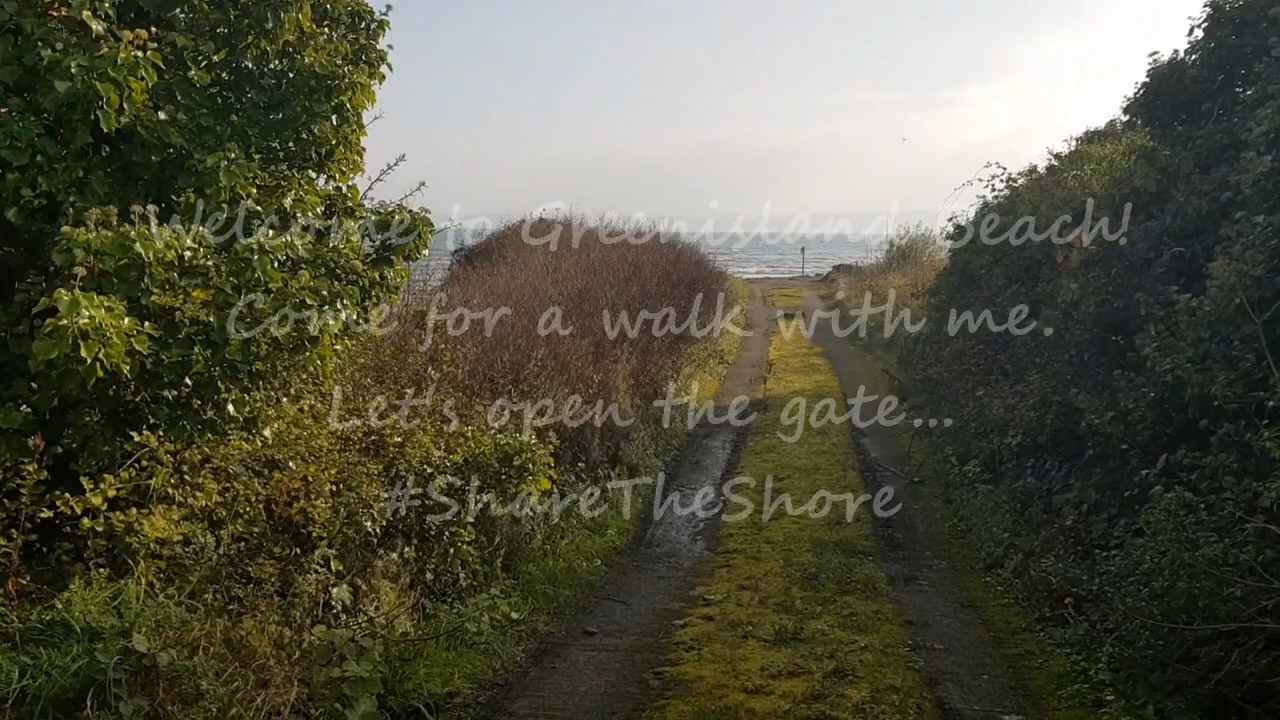 Welcome to Greenisland Beach!
Come for a walk with me.
Let's open the gate...
#ShareTheShore